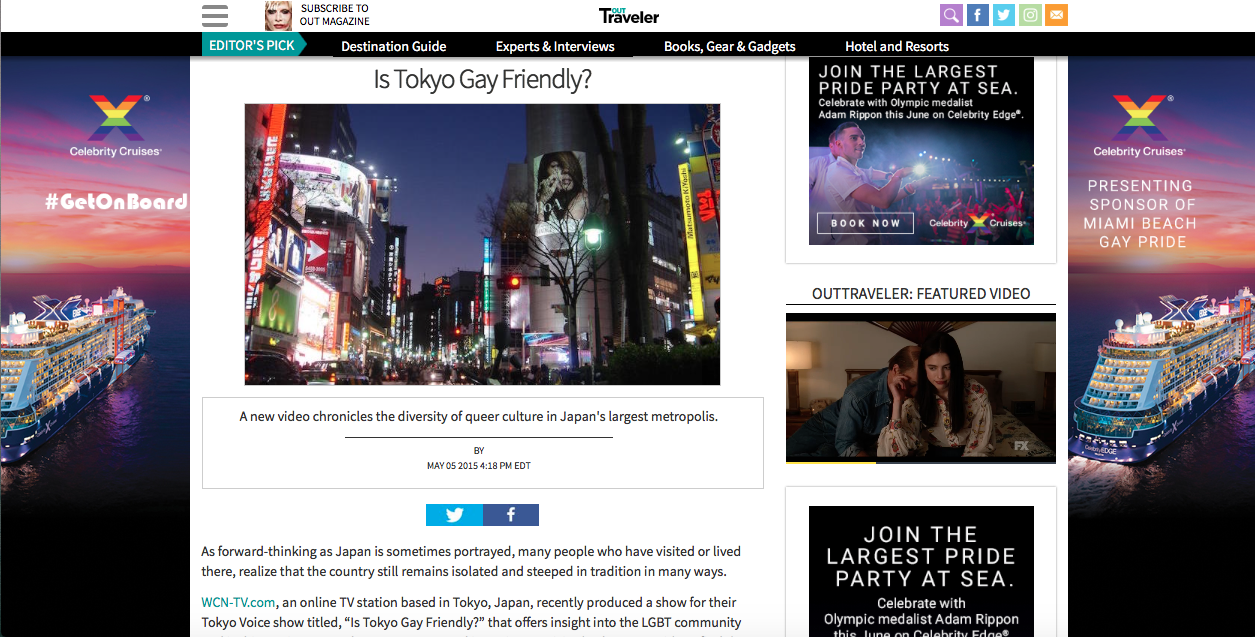 SUBSCRIBE TO
OUT MAGAZINE
OUT
Traveler
EDITOR'S PICK
Destination Guide
Experts & Interviews
Books, Gear & Gadgets
Hotel and Resorts
Celebrity Cruises®
#GetOnBoard
Is Tokyo Gay Friendly?
Matsumoto KiYoshi
A new video chronicles the diversity of queer culture in Japan's largest metropolis.
BY
MAY 05 2015 4:18 PM EDT
As forward-thinking as Japan is sometimes portrayed, many people who have visited or lived
there, realize that the country still remains isolated and steeped in tradition in many ways.
WCN-TV.com, an online TV station based in Tokyo, Japan, recently produced a show for their
Tokyo Voice show titled, “Is Tokyo Gay Friendly?” that offers insight into the LGBT community
JOIN THE LARGEST
PRIDE PARTY AT SEA.
Celebrate with Olympic medalist
Adam Rippon this June on Celebrity Edge®.
BOOK NOW
Celebrity Cruises®
OUTTRAVELER: FEATURED VIDEO
FX
JOIN THE
LARGEST PRIDE
PARTY AT SEA.
Celebrate with
Olympic medalist Adam Rippon
this June on Celebrity Edge®
Celebrity Cruises®
PRESENTING
SPONSOR OF
MIAMI BEACH
GAY PRIDE
Celebrity EDGE